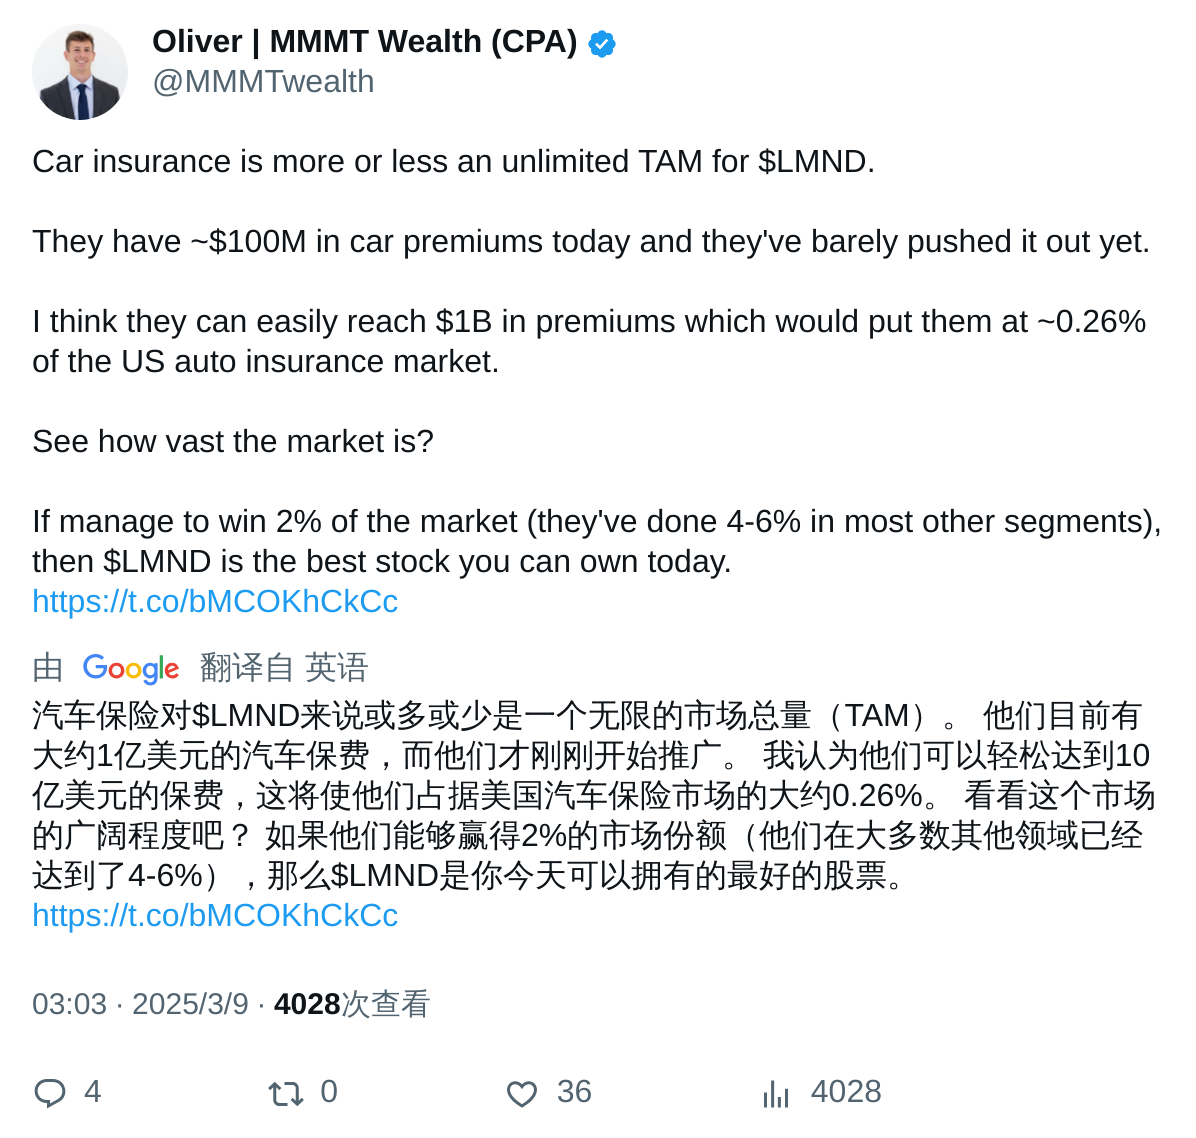 Oliver | MMMT Wealth (CPA)
@MMMTwealth
Car insurance is more or less an unlimited TAM for $LMND.
They have ~$100M in car premiums today and they've barely pushed it out yet.
I think they can easily reach $1B in premiums which would put them at ~0.26%
of the US auto insurance market.
See how vast the market is?
If manage to win 2% of the market (they've done 4-6% in most other segments),
then $LMND is the best stock you can own today.
https://t.co/bMCOKhCkCc
由 Google 翻译自 英语
汽车保险对$LMND来说或多或少是一个无限的市场总量（TAM）。 他们目前有
大约1亿美元的汽车保费，而他们才刚刚开始推广。 我认为他们可以轻松达到10
亿美元的保费，这将使他们占据美国汽车保险市场的大约0.26%。 看看这个市场
的广阔程度吧？ 如果他们能够赢得2%的市场份额（他们在大多数其他领域已经
达到了4-6%），那么$LMND是你今天可以拥有的最好的股票。
https://t.co/bMCOKhCkCc
03:03 · 2025/3/9 · 4028次查看
4 0 36 4028